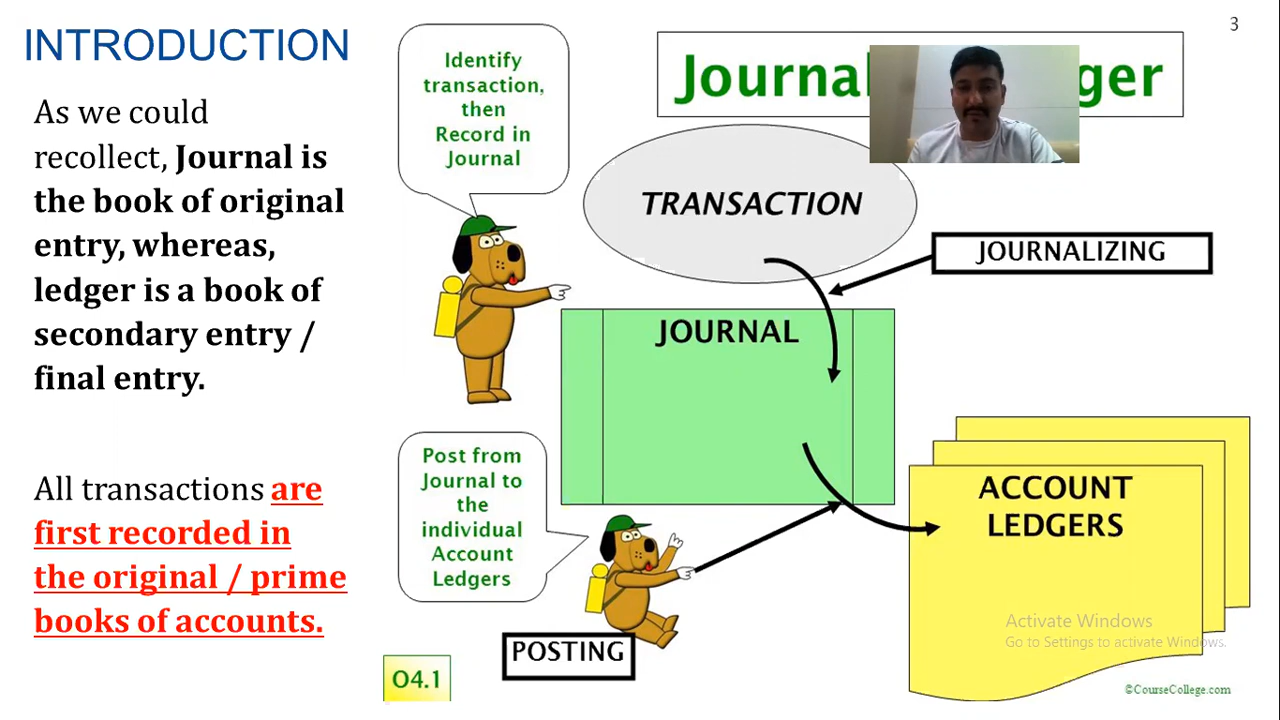 3
INTRODUCTION
As we could
recollect, Journal is
the book of original
entry, whereas,
ledger is a book of
secondary entry /
final entry.
All transactions are
first recorded in
the original / prime
books of accounts.
Identify
transaction,
then
Record in
Journal
Journa
ger
TRANSACTION
JOURNALIZING
JOURNAL
Post from
Journal to
the
individual
Account
Ledgers
ACCOUNT
LEDGERS
POSTING
O4.1
Activate Windows
Go to Settings to activate Windows.
©CourseCollege.com